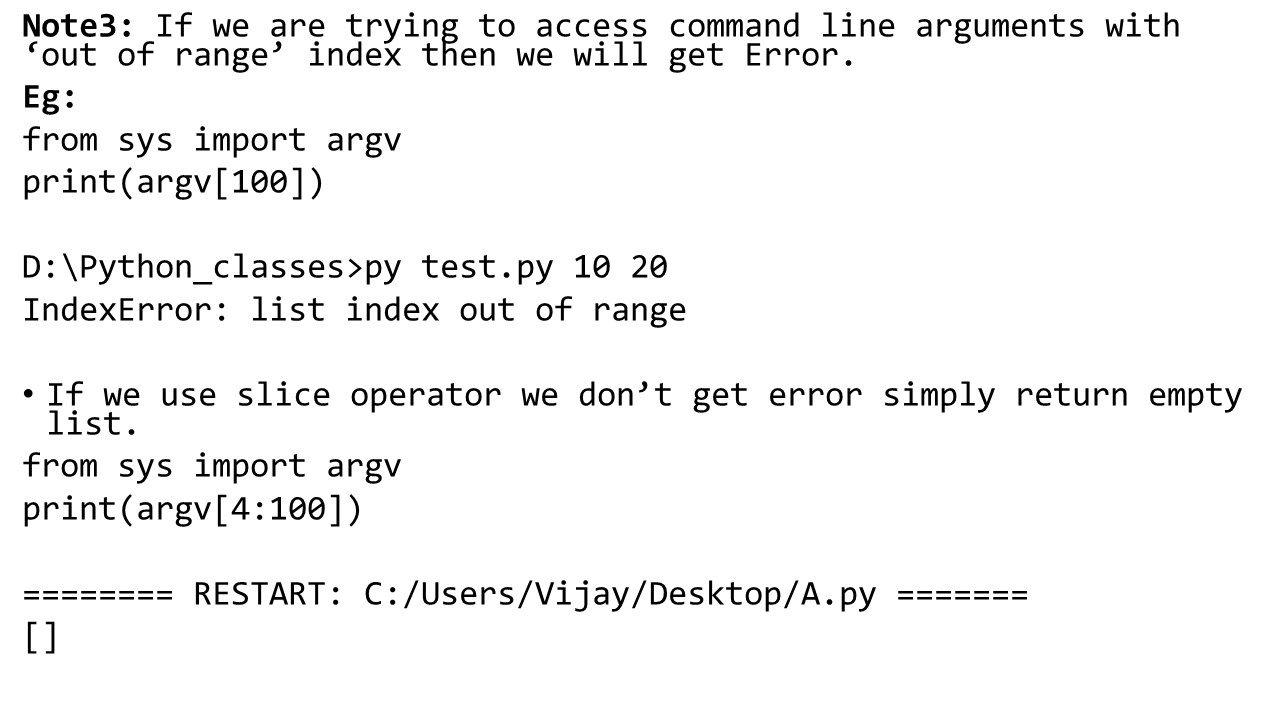 Note3: If we are trying to access command line arguments with
‘out of range’ index then we will get Error.
Eg:
from sys import argv
print(argv[100])
D:\Python_classes>py test.py 10 20
IndexError: list index out of range
• If we use slice operator we don’t get error simply return empty
list.
from sys import argv
print(argv[4:100])
======== RESTART: C:/Users/Vijay/Desktop/A.py =======
[]